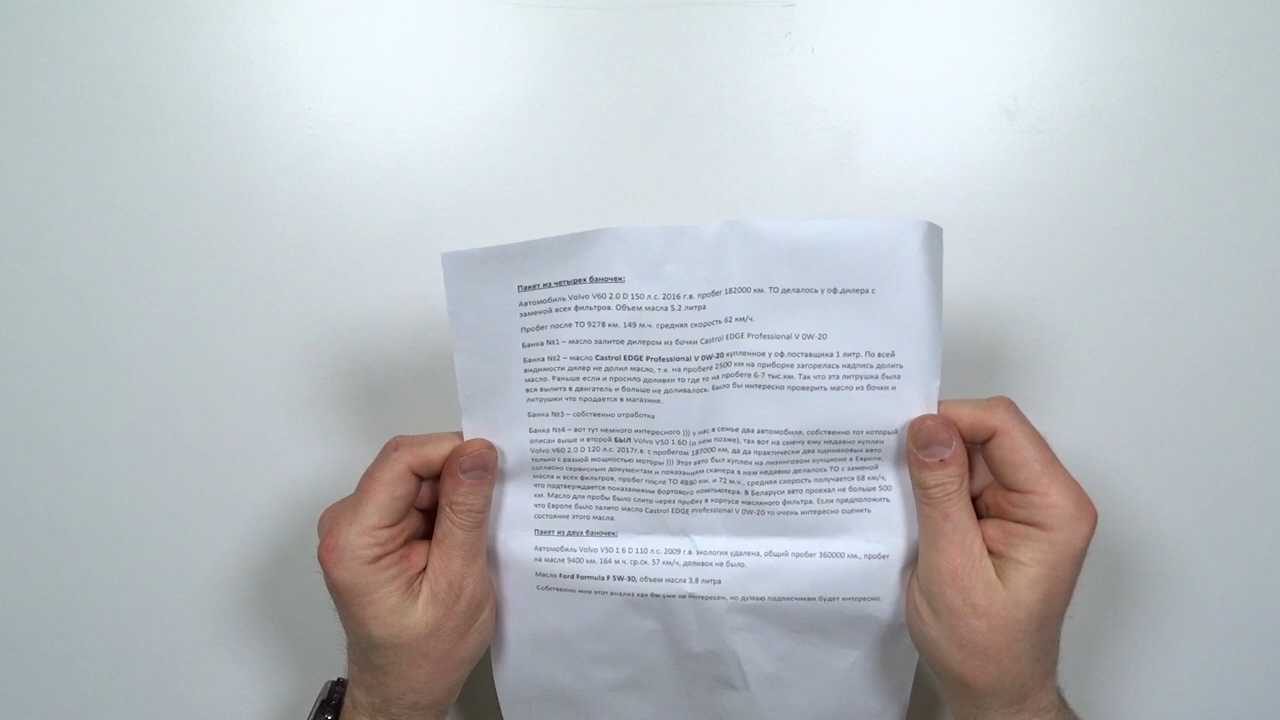 Пакет из четырех баночек:
Автомобиль Volvo V60 2.0 D 150 л.с. 2016 г.в. пробег 182000 км. ТО делалось у оф.дилера с
заменой всех фильтров. Объем масла 5,2 литра
Пробег после ТО 9278 км. 149 м.ч. средняя скорость 62 км/ч.
Банка №1 – масло залитое дилером из бочки Castrol EDGE Professional V 0W-20
Банка №2 – масло Castrol EDGE Professional V 0W-20 купленное у оф.поставщика 1 литр. По всей
видимости дилер не долил масло, т.к. на пробеге 2500 км на приборке загорелась надпись долить
масло. Раньше если и просило доливки то где то на пробеге 6-7 тыс.км. Так что эта литрушка была
вся вылита в двигатель и больше не доливалось. Было бы интересно проверить масло из бочки и
литрушки что продается в магазине.
Банка №3 – собственно отработка
Банка №4 – вот тут немного интересного ))) у нас в семье два автомобиля, собственно тот который
описан выше и второй БЫЛ Volvo V50 1.6D (о нем позже), так вот на смену ему недавно куплен
Volvo V60 2.0 D 120 л.с. 2017г.в. с пробегом 187000 км, да да практически два одинаковых авто
только с разной мощностью моторы ))) Этот авто был куплен на лизинговом аукционе в Европе,
согласно сервисным документам и показаниям сканера в нем недавно делалось ТО с заменой
масла и всех фильтров, пробег после ТО 4880 км. и 72 м.ч., средняя скорость получается 68 км/ч,
что подтверждается показаниями бортового компьютера. В Беларуси авто проехал не больше 500
км. Масло для пробы было слито через пробку в корпусе масляного фильтра. Если предположить
что Европе было залито масло Castrol EDGE Professional V 0W-20 то очень интересно оценить
состояние этого масла.
Пакет из двух баночек:
Автомобиль Volvo V50 1.6 D 110 л.с. 2009 г.в. экология удалена, общий пробег 360000 км., пробег
на масле 9400 км. 164 м.ч. ср.ск. 57 км/ч, доливок не было.
Масло Ford Formula F 5W-30, объем масла 3,8 литра
Собственно мне этот анализ как бы уже не интересен, но думаю подписчикам будет интересно.